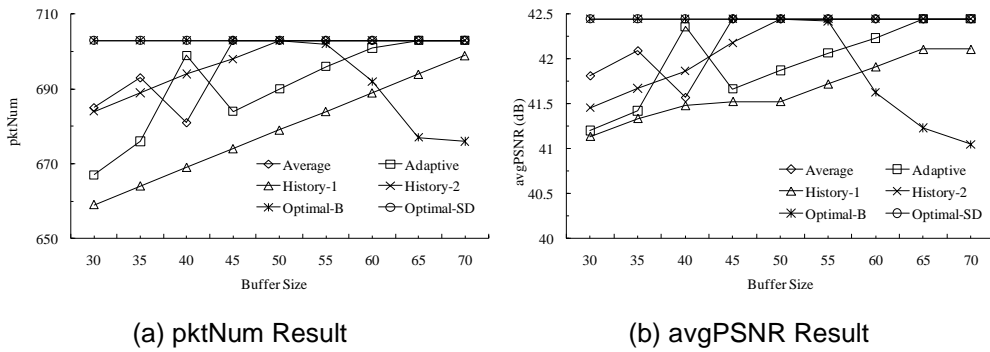 710
690
670
650
pktNum
Average
Adaptive
History-1
History-2
Optimal-B
Optimal-SD
30 35 40 45 50 55 60 65 70
Buffer Size
(a) pktNum Result
42.5
42
41.5
41
40.5
40
avgPSNR (dB)
Average
Adaptive
History-1
History-2
Optimal-B
Optimal-SD
30 35 40 45 50 55 60 65 70
Buffer Size
(b) avgPSNR Result